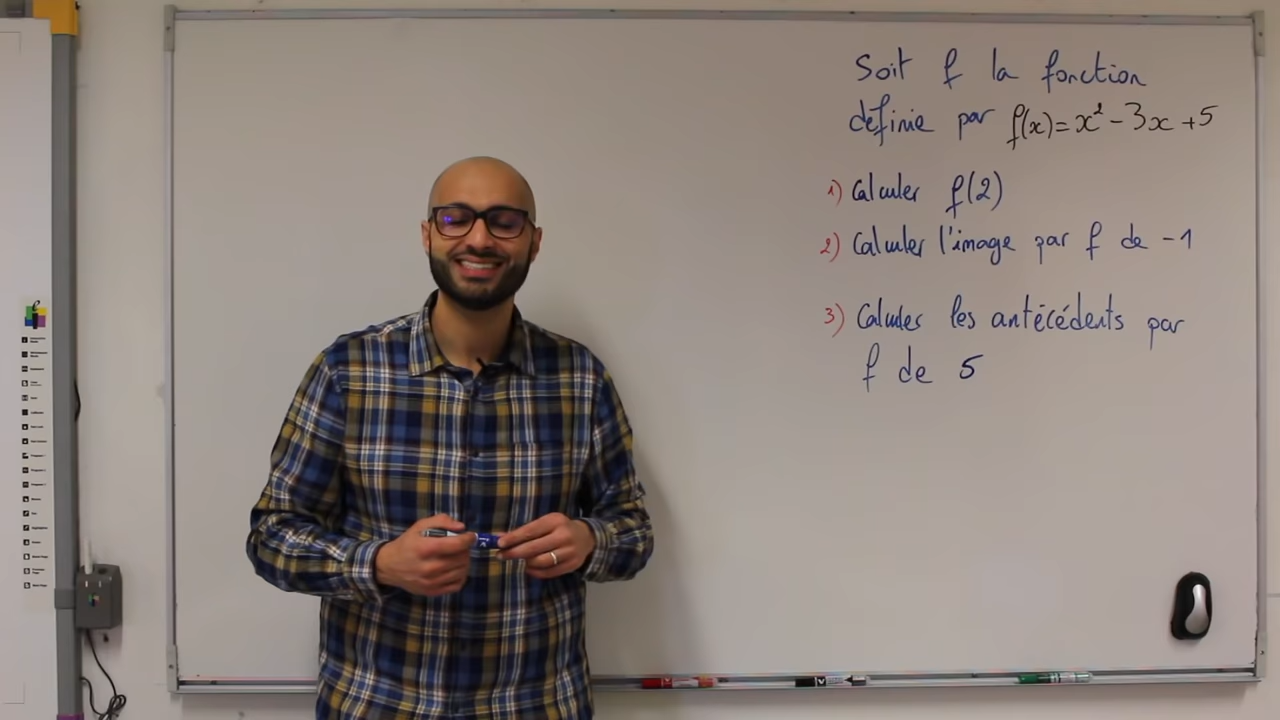 Soit f la fonction
définie par f(x) = x² - 3x + 5
1) Calculer f(2)
2) Calculer l'image par f de -1
3) Calculer les antécédents par
f de 5